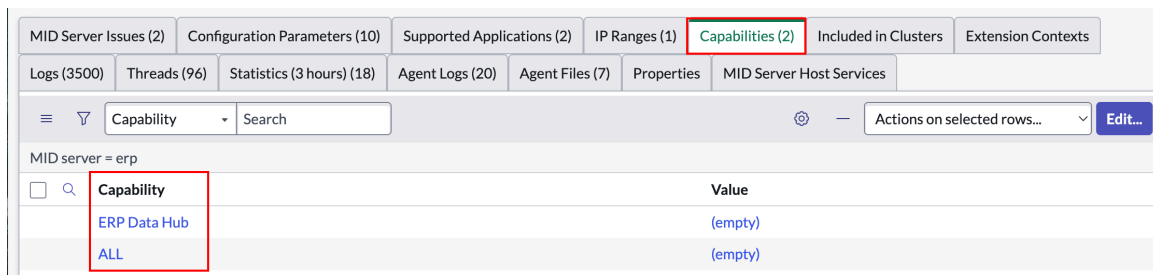 MID Server Issues (2) Configuration Parameters (10) Supported Applications (2) IP Ranges (1) Capabilities (2) Included in Clusters Extension Contexts
Logs (3500) Threads (96) Statistics (3 hours) (18) Agent Logs (20) Agent Files (7) Properties MID Server Host Services
Capability Search Actions on selected rows... Edit...
MID server = erp
Capability Value
ERP Data Hub (empty)
ALL (empty)